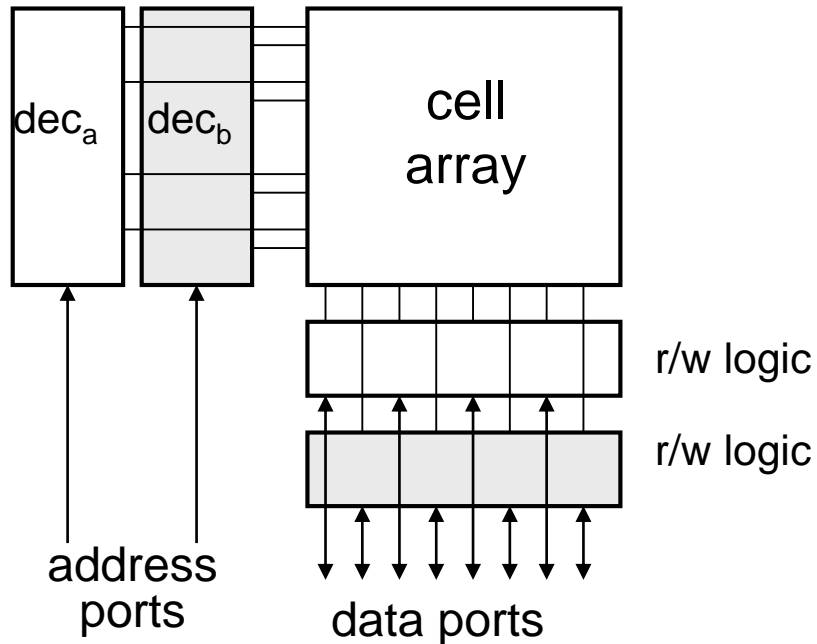 dec_a
dec_b
cell
array
r/w logic
r/w logic
address
ports
data ports